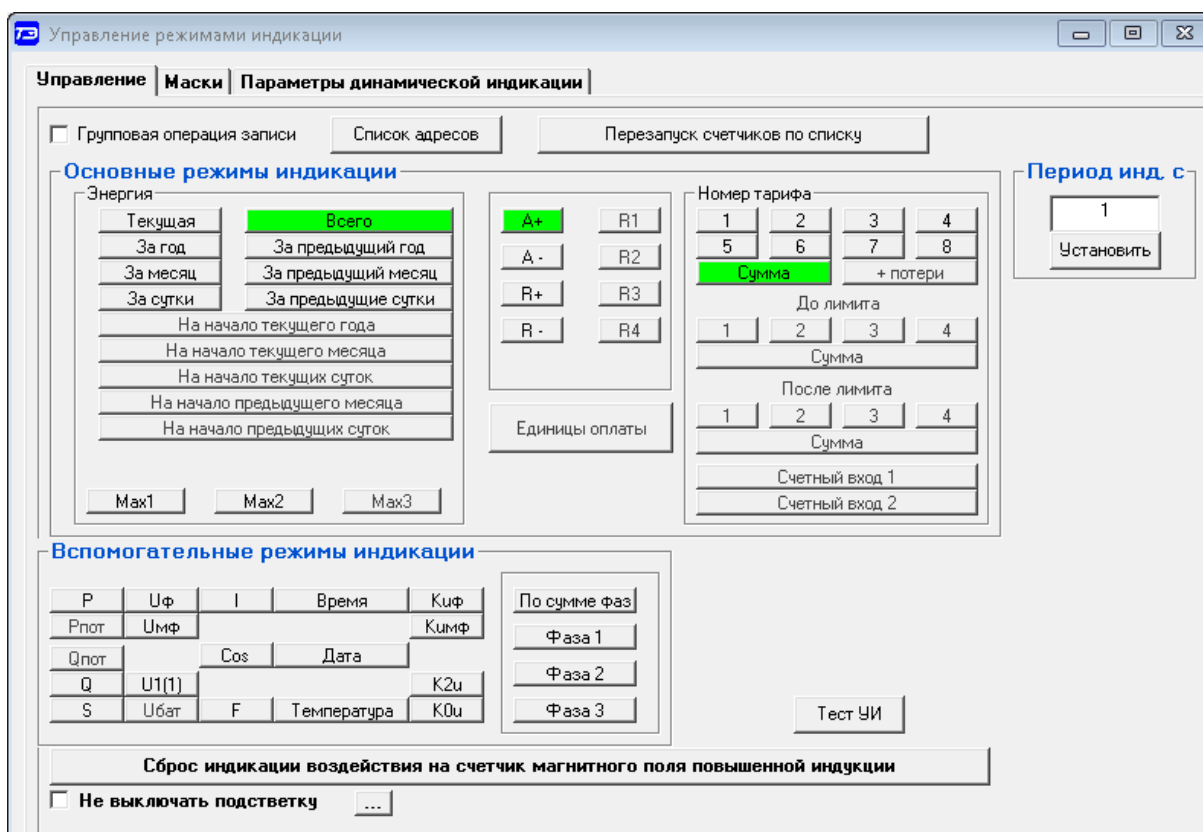 ТЭ Управление режимами индикации
Управление Маски Параметры динамической индикации
Групповая операция записи Список адресов Перезапуск счетчиков по списку
Основные режимы индикации
Энергия
Текущая Всего
За год За предыдущий год
За месяц За предыдущий месяц
За сутки За предыдущие сутки
На начало текущего года
На начало текущего месяца
На начало текущих суток
На начало предыдущего месяца
На начало предыдущих суток
Max1 Max2 Max3
A+ R1
A - R2
R+ R3
R - R4
Единицы оплаты
Номер тарифа
1 2 3 4
5 6 7 8
Сумма + потери
До лимита
1 2 3 4
Сумма
После лимита
1 2 3 4
Сумма
Счетный вход 1
Счетный вход 2
Период инд. с
1
Установить
Вспомогательные режимы индикации
P Uф I Время Kuф
Pпот Uмф Kuмф
Qпот Cos Дата
Q U1(1) K2u
S Uбат F Температура K0u
По сумме фаз
Фаза 1
Фаза 2
Фаза 3
Тест УИ
Сброс индикации воздействия на счетчик магнитного поля повышенной индукции
Не выключать подстветку ...